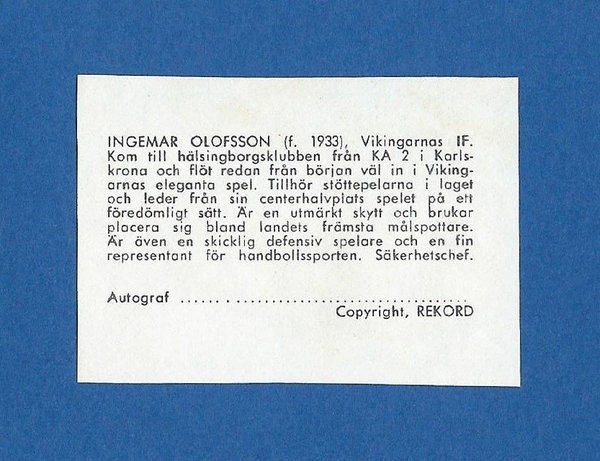 INGEMAR OLOFSSON (f. 1933), Vikingarnas IF.
Kom till hälsingborgsklubben från KA 2 i Karls-
krona och flöt redan från början väl in i Viking-
arnas eleganta spel. Tillhör stöttepelarna i laget
och leder från sin centerhalvplats spelet på ett
föredömligt sätt. Är en utmärkt skytt och brukar
placera sig bland landets främsta målspottare.
Är även en skicklig defensiv spelare och en fin
representant för handbollssporten. Säkerhetschef.
Autograf ......................................
Copyright, REKORD